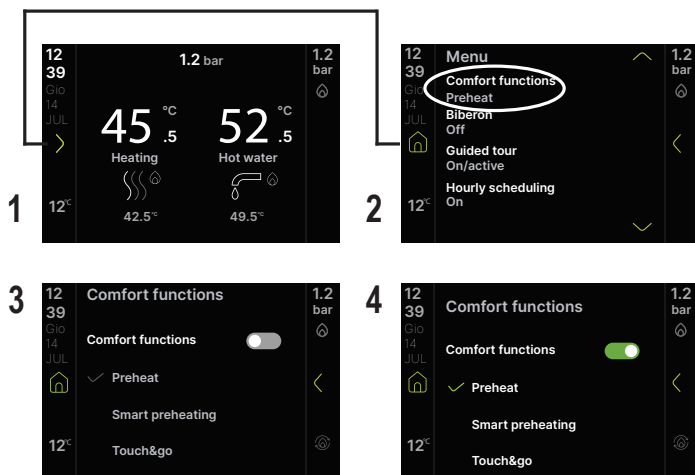 1
12
39
Gio
14
JUL
12°C
1.2 bar
45.5 °C
Heating
42.5°C
52.5 °C
Hot water
49.5°C
1.2
bar
2
12
39
Gio
14
JUL
12°C
Menu
Comfort functions
Preheat
Biberon
Off
Guided tour
On/active
Hourly scheduling
On
1.2
bar
3
12
39
Gio
14
JUL
12°C
Comfort functions
Comfort functions
Preheat
Smart preheating
Touch&go
1.2
bar
4
12
39
Gio
14
JUL
12°C
Comfort functions
Comfort functions
Preheat
Smart preheating
Touch&go
1.2
bar